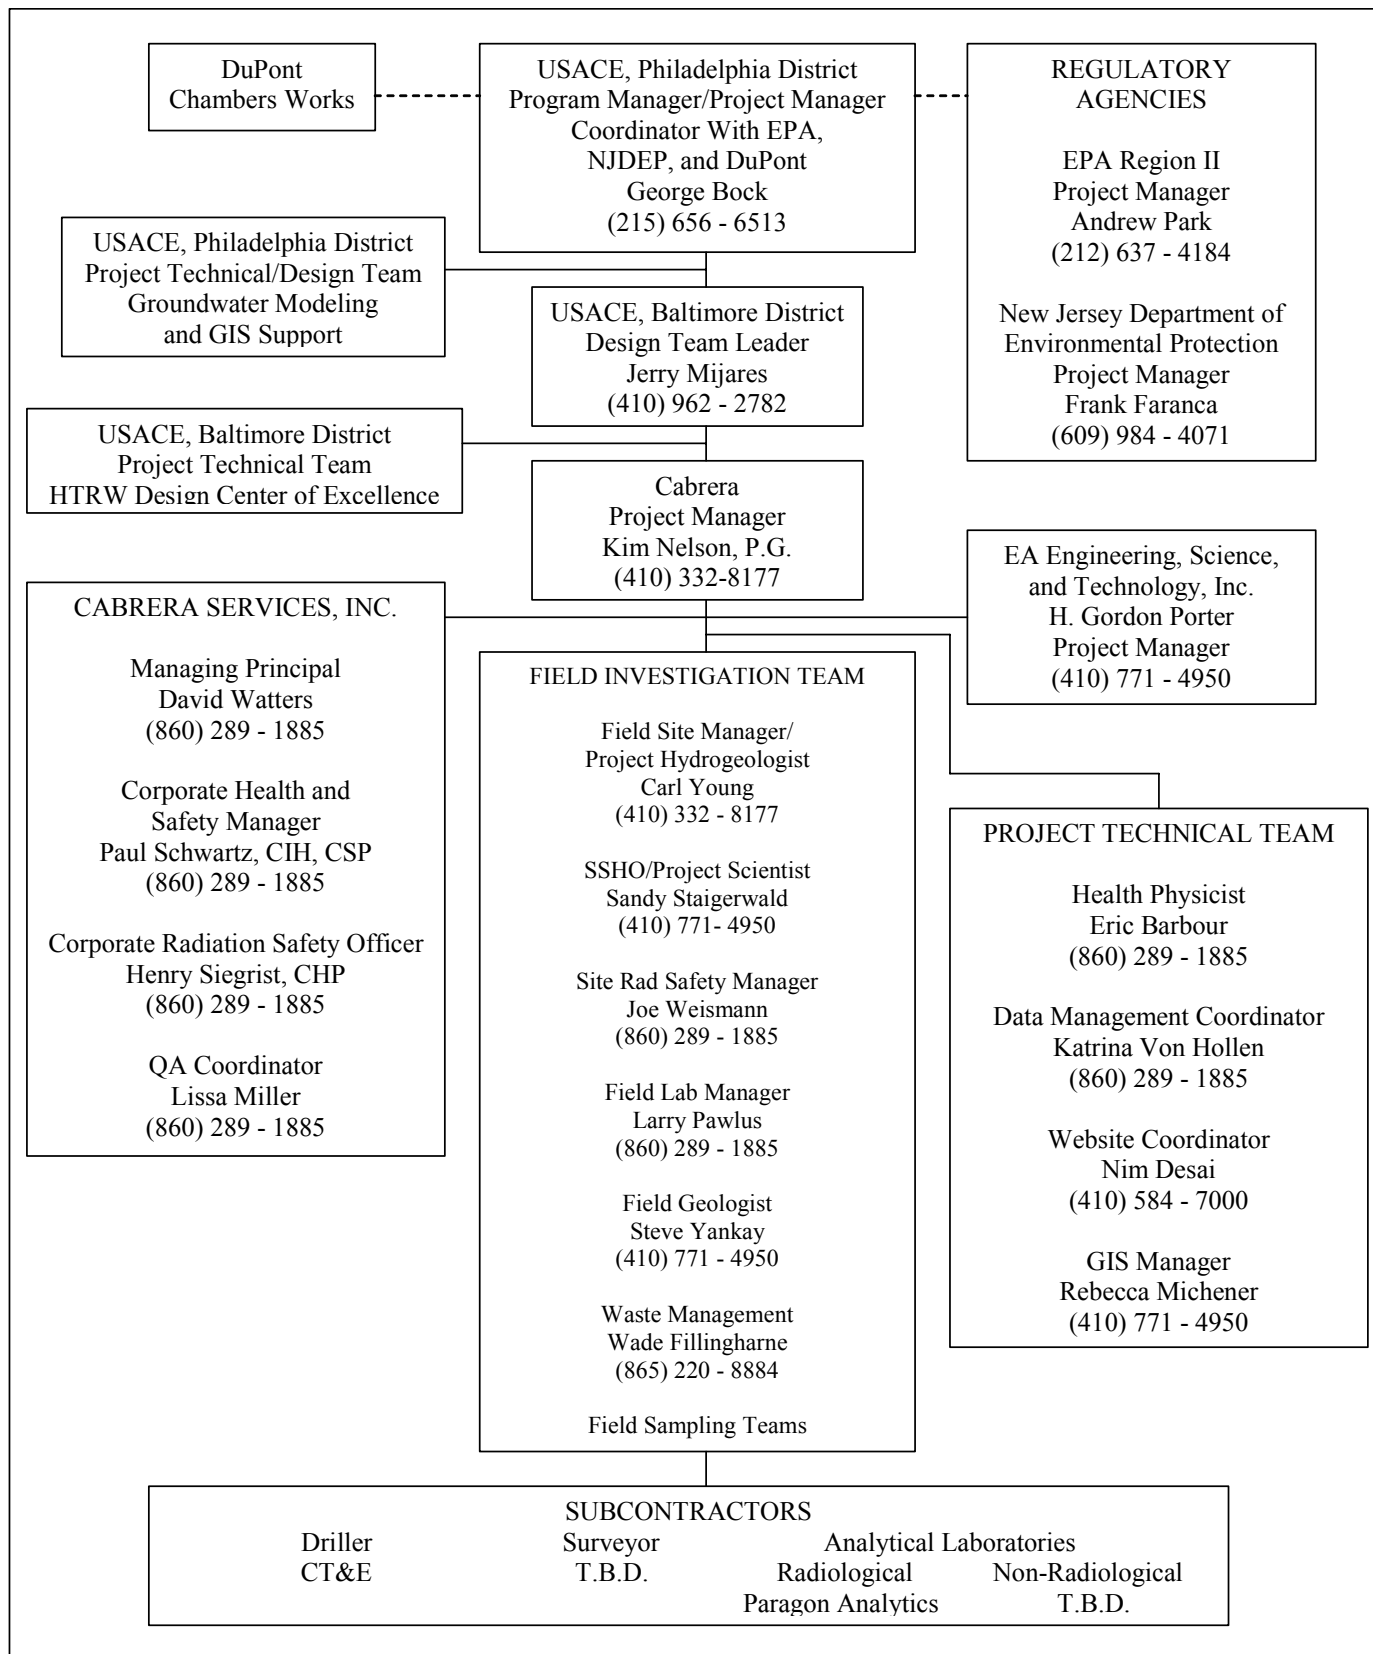 DuPont
Chambers Works
USACE, Philadelphia District
Program Manager/Project Manager
Coordinator With EPA,
NJDEP, and DuPont
George Bock
(215) 656 - 6513
REGULATORY
AGENCIES
EPA Region II
Project Manager
Andrew Park
(212) 637 - 4184
New Jersey Department of
Environmental Protection
Project Manager
Frank Faranca
(609) 984 - 4071
USACE, Philadelphia District
Project Technical/Design Team
Groundwater Modeling
and GIS Support
USACE, Baltimore District
Design Team Leader
Jerry Mijares
(410) 962 - 2782
USACE, Baltimore District
Project Technical Team
HTRW Design Center of Excellence
Cabrera
Project Manager
Kim Nelson, P.G.
(410) 332-8177
EA Engineering, Science,
and Technology, Inc.
H. Gordon Porter
Project Manager
(410) 771 - 4950
CABRERA SERVICES, INC.
Managing Principal
David Watters
(860) 289 - 1885
Corporate Health and
Safety Manager
Paul Schwartz, CIH, CSP
(860) 289 - 1885
Corporate Radiation Safety Officer
Henry Siegrist, CHP
(860) 289 - 1885
QA Coordinator
Lissa Miller
(860) 289 - 1885
FIELD INVESTIGATION TEAM
Field Site Manager/
Project Hydrogeologist
Carl Young
(410) 332 - 8177
SSHO/Project Scientist
Sandy Staigerwald
(410) 771- 4950
Site Rad Safety Manager
Joe Weismann
(860) 289 - 1885
Field Lab Manager
Larry Pawlus
(860) 289 - 1885
Field Geologist
Steve Yankay
(410) 771 - 4950
Waste Management
Wade Fillingharne
(865) 220 - 8884
Field Sampling Teams
PROJECT TECHNICAL TEAM
Health Physicist
Eric Barbour
(860) 289 - 1885
Data Management Coordinator
Katrina Von Hollen
(860) 289 - 1885
Website Coordinator
Nim Desai
(410) 584 - 7000
GIS Manager
Rebecca Michener
(410) 771 - 4950
SUBCONTRACTORS
Driller Surveyor Analytical Laboratories
CT&E T.B.D. Radiological Non-Radiological
Paragon Analytics T.B.D.